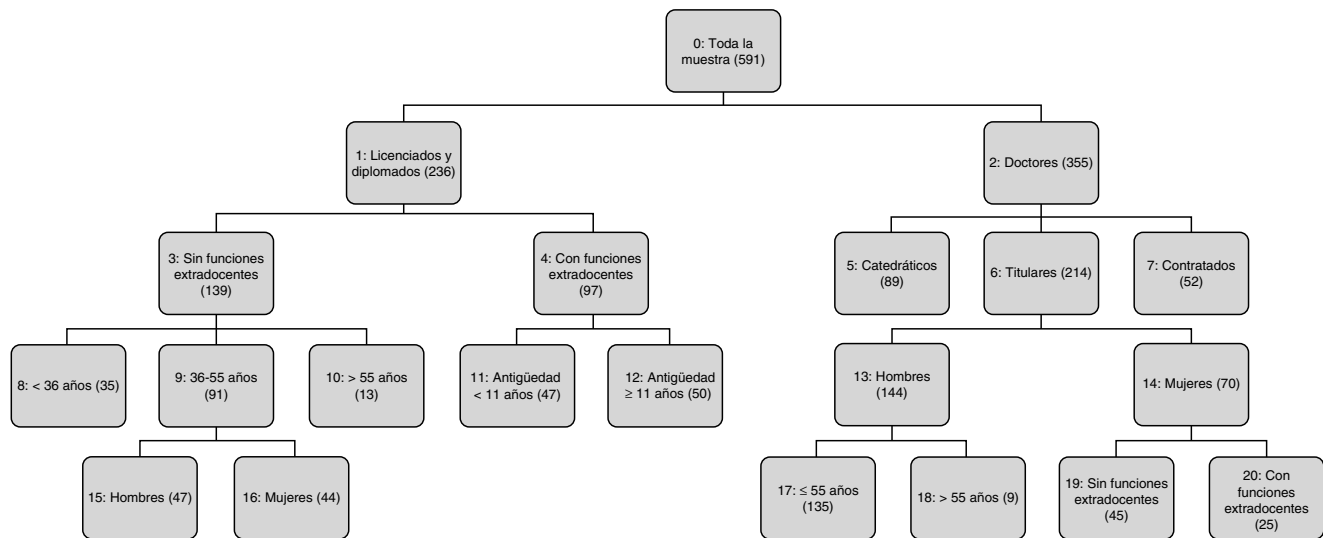 0: Toda la
muestra (591)
1: Licenciados y
diplomados (236)
2: Doctores (355)
3: Sin funciones
extradocentes
(139)
4: Con funciones
extradocentes
(97)
5: Catedráticos
(89)
6: Titulares (214)
7: Contratados
(52)
8: < 36 años (35)
9: 36-55 años
(91)
10: > 55 años
(13)
11: Antigüedad
< 11 años (47)
12: Antigüedad
≥ 11 años (50)
13: Hombres
(144)
14: Mujeres (70)
15: Hombres (47)
16: Mujeres (44)
17: ≤ 55 años
(135)
18: > 55 años (9)
19: Sin funciones
extradocentes
(45)
20: Con
funciones
extradocentes
(25)